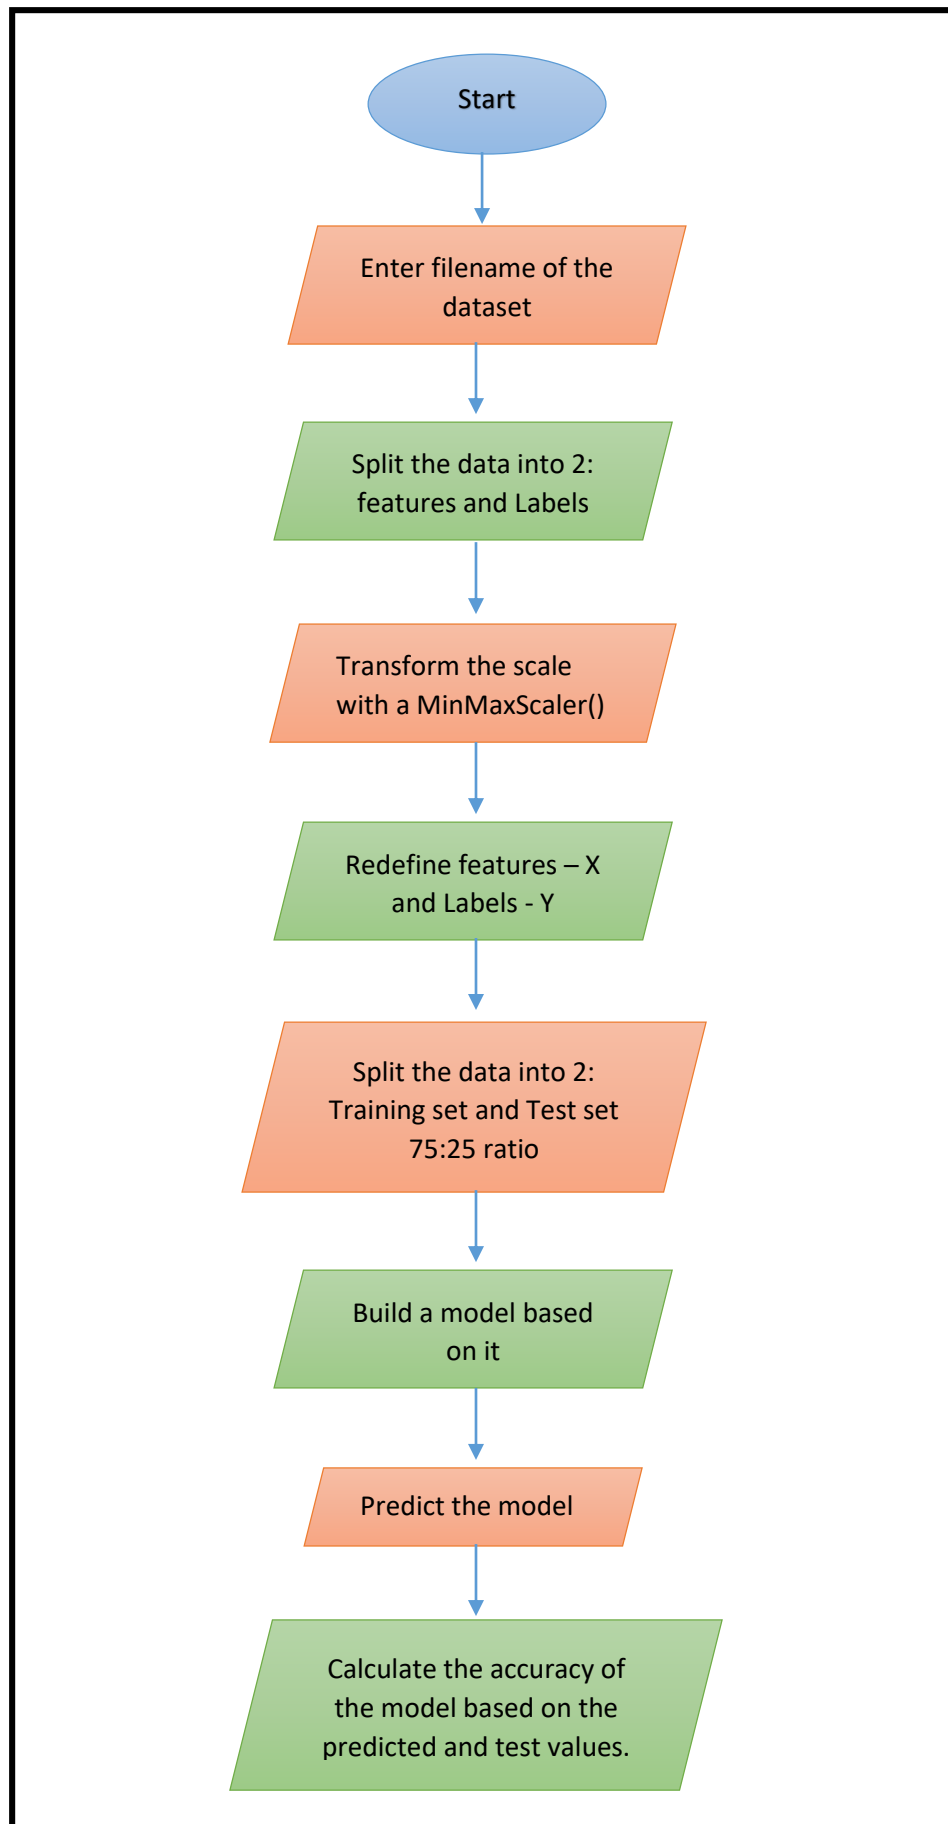 Start
Enter filename of the
dataset
Split the data into 2:
features and Labels
Transform the scale
with a MinMaxScaler()
Redefine features – X
and Labels - Y
Split the data into 2:
Training set and Test set
75:25 ratio
Build a model based
on it
Predict the model
Calculate the accuracy of
the model based on the
predicted and test values.